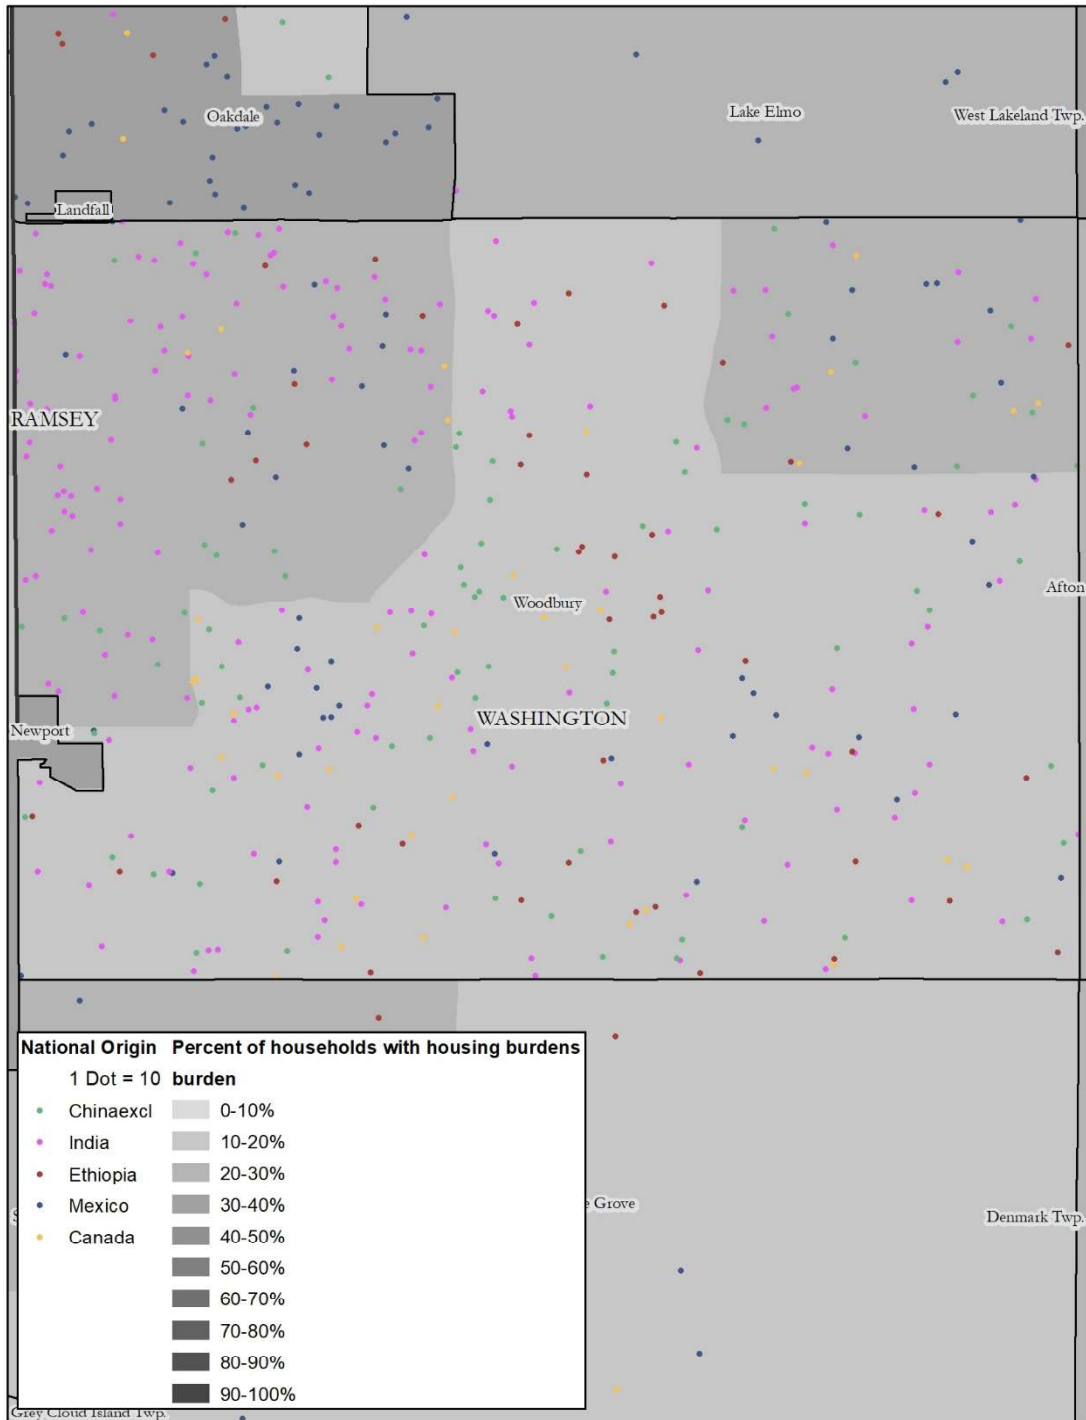 Oakdale
Lake Elmo
West Lakeland Twp.
Landfall
RAMSEY
Afton
Woodbury
WASHINGTON
Newport
National Origin Percent of households with housing burdens
1 Dot = 10 burden
Chinaexcl 0-10%
India 10-20%
Ethiopia 20-30%
Mexico 30-40%
Canada 40-50%
50-60%
60-70%
70-80%
80-90%
90-100%
S
e Grove
Denmark Twp.
Grey Cloud Island Twp.